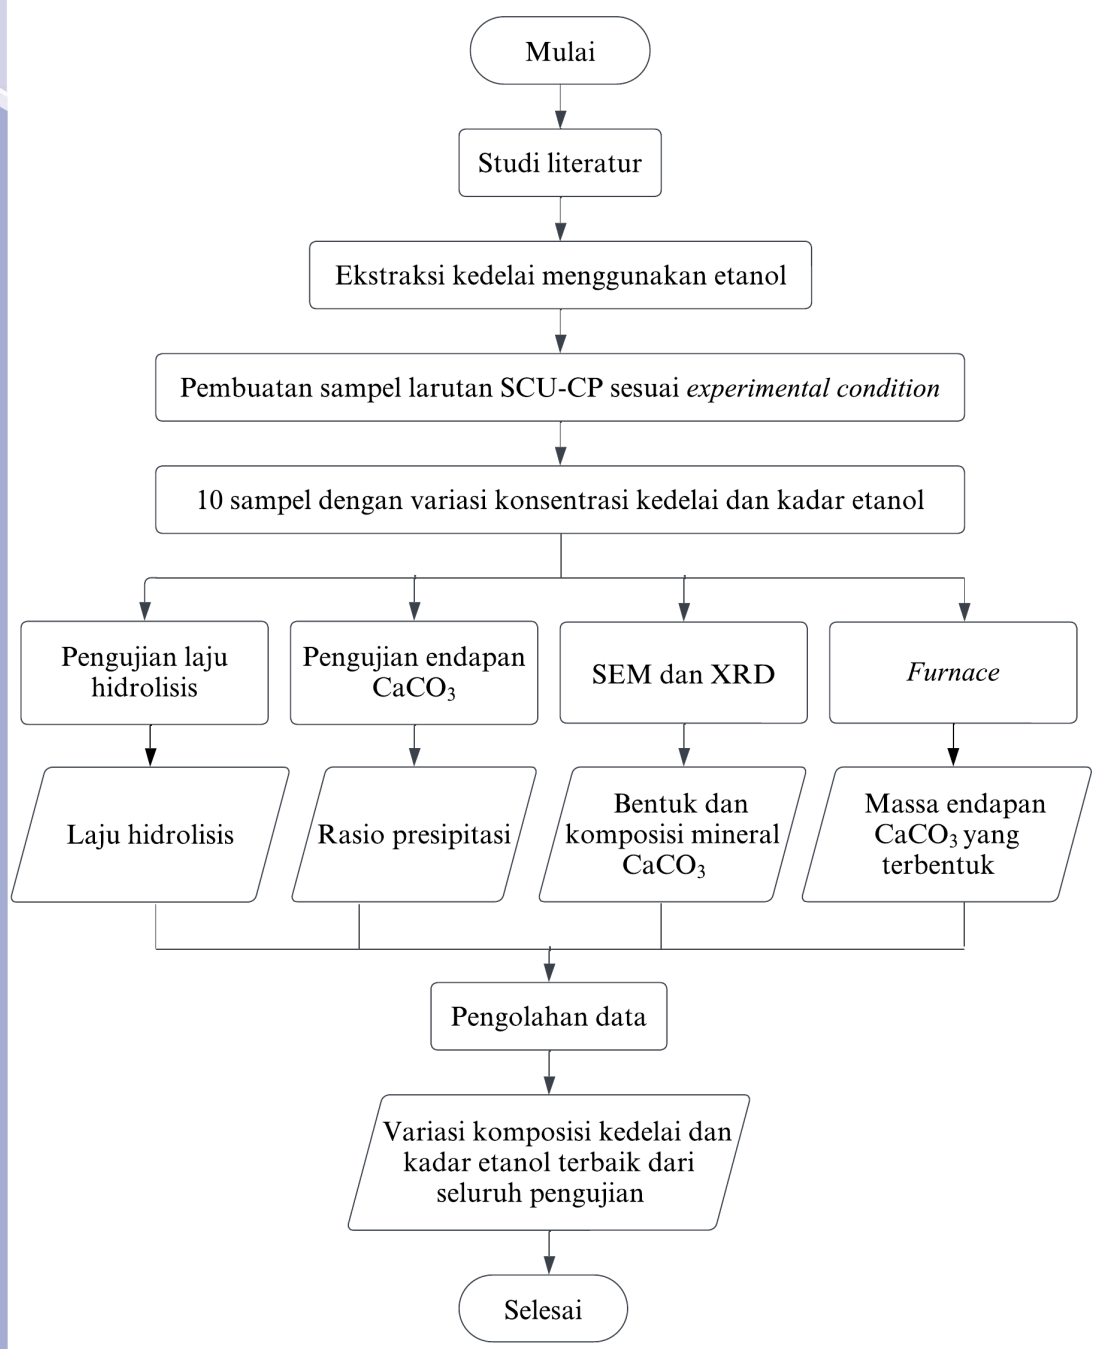 Mulai
Studi literatur
Ekstraksi kedelai menggunakan etanol
Pembuatan sampel larutan SCU-CP sesuai experimental condition
10 sampel dengan variasi konsentrasi kedelai dan kadar etanol
Pengujian laju
hidrolisis
Pengujian endapan
CaCO₃
SEM dan XRD
Furnace
Laju hidrolisis
Rasio presipitasi
Bentuk dan
komposisi mineral
CaCO₃
Massa endapan
CaCO₃ yang
terbentuk
Pengolahan data
Variasi komposisi kedelai dan
kadar etanol terbaik dari
seluruh pengujian
Selesai